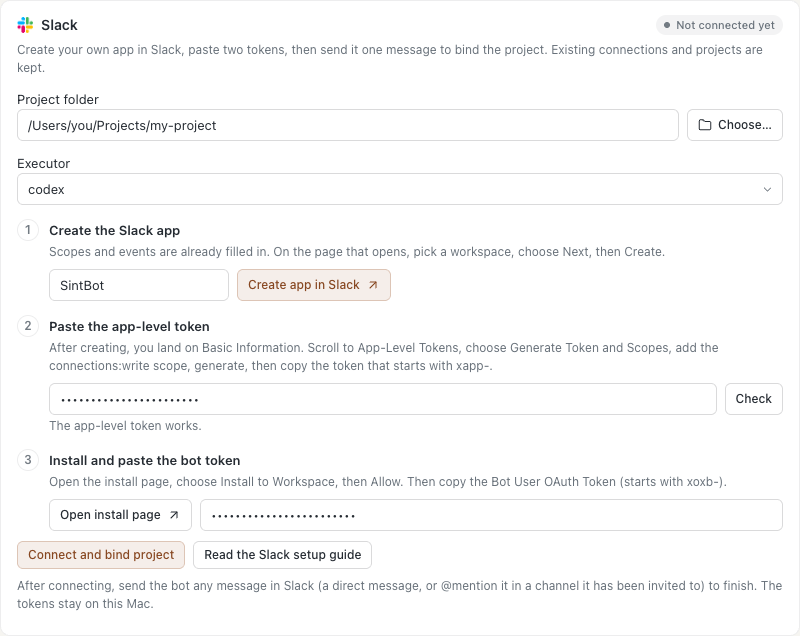 Slack
Not connected yet
Create your own app in Slack, paste two tokens, then send it one message to bind the project. Existing connections and projects are
kept.
Project folder
/Users/you/Projects/my-project
Choose...
Executor
codex
1
Create the Slack app
Scopes and events are already filled in. On the page that opens, pick a workspace, choose Next, then Create.
SintBot
Create app in Slack ↗
2
Paste the app-level token
After creating, you land on Basic Information. Scroll to App-Level Tokens, choose Generate Token and Scopes, add the
connections:write scope, generate, then copy the token that starts with xapp-.
•••••••••••••••••••••••
Check
The app-level token works.
3
Install and paste the bot token
Open the install page, choose Install to Workspace, then Allow. Then copy the Bot User OAuth Token (starts with xoxb-).
Open install page ↗
••••••••••••••••••••••••
Connect and bind project
Read the Slack setup guide
After connecting, send the bot any message in Slack (a direct message, or @mention it in a channel it has been invited to) to finish. The
tokens stay on this Mac.